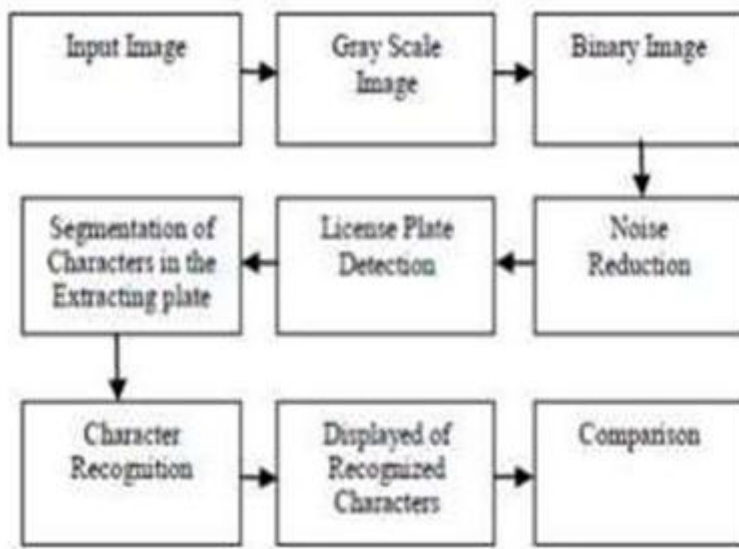 Input Image
Gray Scale
Image
Binary Image
Segmentation of
Characters in the
Extracting plate
License Plate
Detection
Noise
Reduction
Character
Recognition
Displayed of
Recognized
Characters
Comparison